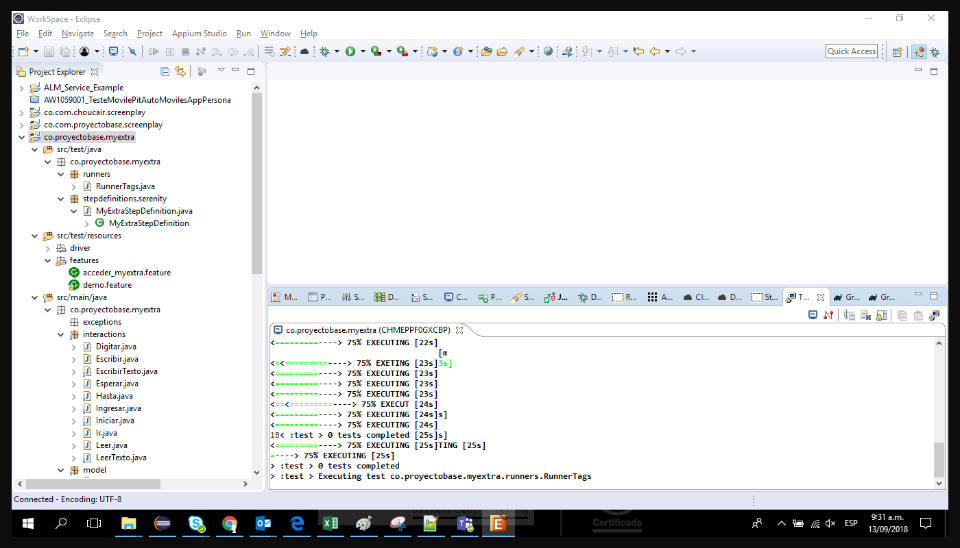 WorkSpace - Eclipse
File Edit Navigate Search Project Appium Studio Run Window Help
Quick Access
Project Explorer
ALM_Service_Example
AW1059001_TesteMovilePitAutoMovilesAppPersona
co.com.choucair.screenplay
co.com.proyectobase.screenplay
co.proyectobase.myextra
src/test/java
co.proyectobase.myextra
runners
RunnerTags.java
stepdefinitions.serenity
MyExtraStepDefinition.java
MyExtraStepDefinition
src/test/resources
driver
features
acceder_myextra.feature
demo.feature
src/main/java
co.proyectobase.myextra
exceptions
interactions
Digitar.java
Escribir.java
EscribirTexto.java
Esperar.java
Hasta.java
Ingresar.java
Iniciar.java
Ir.java
Leer.java
LeerTexto.java
model
M... P... S... D... S... C... P... S... J... D... R... A... Cl... D... St... T... Gr... Gr...
co.proyectobase.myextra (CHMEPPF0GXCBP)
<=========----> 75% EXECUTING [22s]
[m
<=<=========----> 75% EXETING [23s]3s]
<=========----> 75% EXECUTING [23s]
<=========----> 75% EXECUTING [23s]
<=========----> 75% EXECUTING [23s]
<==<=========----> 75% EXECUT [24s]
<=========----> 75% EXECUTING [24s]s]
<=========----> 75% EXECUTING [24s]
1B< :test > 0 tests completed [25s]s]
<=========----> 75% EXECUTING [25s]TING [25s]
=----> 75% EXECUTING [25s]
> :test > 0 tests completed
> :test > Executing test co.proyectobase.myextra.runners.RunnerTags
Connected - Encoding: UTF-8
Certificada
ESP
9:31 a.m.
13/09/2018